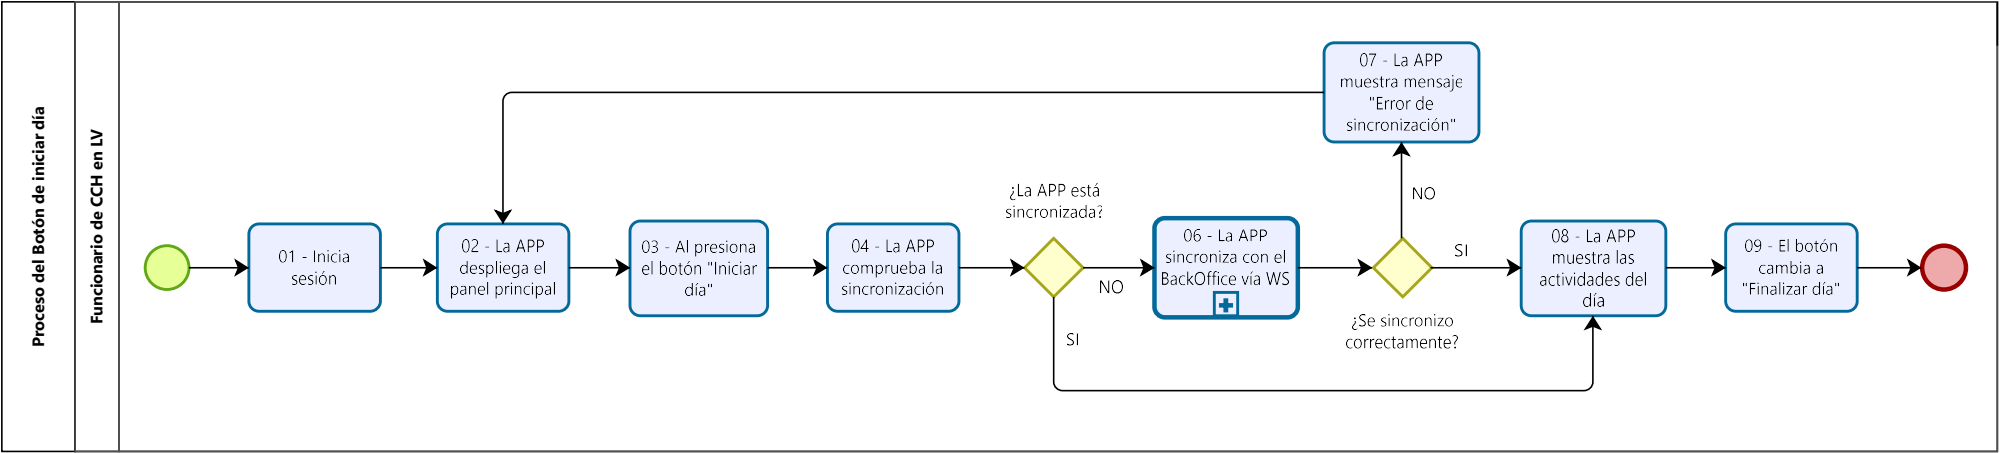 Proceso del Botón de iniciar día
Funcionario de CCH en LV
01 - Inicia
sesión
02 - La APP
despliega el
panel principal
03 - Al presiona
el botón "Iniciar
día"
04 - La APP
comprueba la
sincronización
¿La APP está
sincronizada?
NO
SI
06 - La APP
sincroniza con el
BackOffice vía WS
¿Se sincronizo
correctamente?
NO
SI
07 - La APP
muestra mensaje
"Error de
sincronización"
08 - La APP
muestra las
actividades del
día
09 - El botón
cambia a
"Finalizar día"